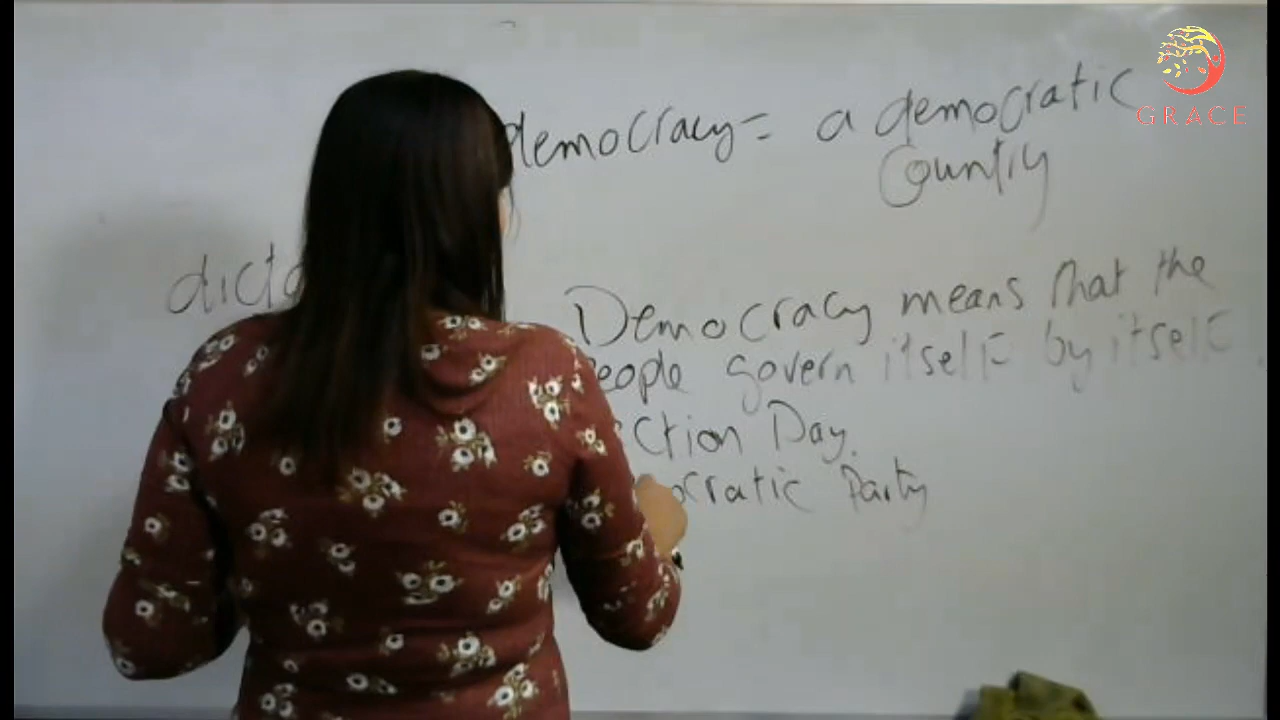 democracy = a democratic
Country
dicta
Democracy means that the
people govern itself by itself.
ction Day.
ocratic Party
GRACE